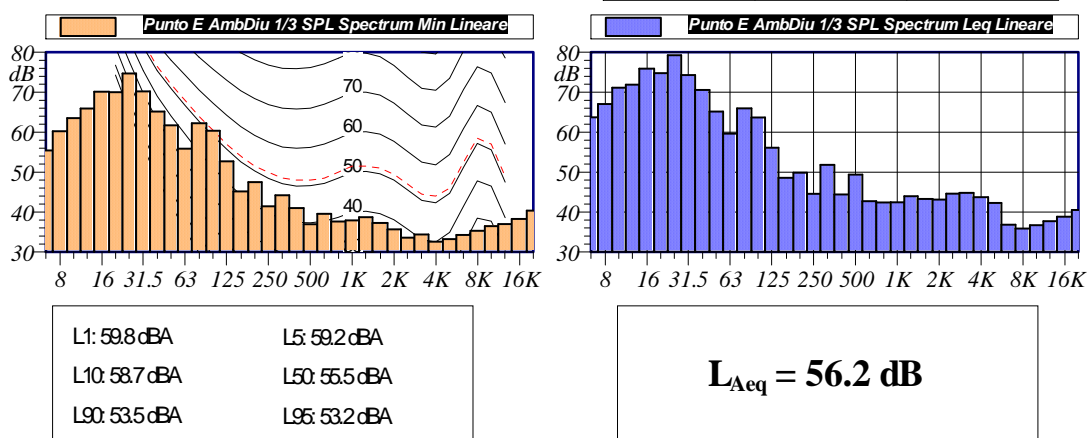 Punto E AmbDiu 1/3 SPL Spectrum Min Lineare
80
dB
70
60
50
40
30
70
60
50
40
8 16 31.5 63 125 250 500 1K 2K 4K 8K 16K
Punto E AmbDiu 1/3 SPL Spectrum Leq Lineare
80
dB
70
60
50
40
30
8 16 31.5 63 125 250 500 1K 2K 4K 8K 16K
L1: 59.8 dBA L5: 59.2 dBA
L10: 58.7 dBA L50: 55.5 dBA
L90: 53.5 dBA L95: 53.2 dBA
LAeq = 56.2 dB